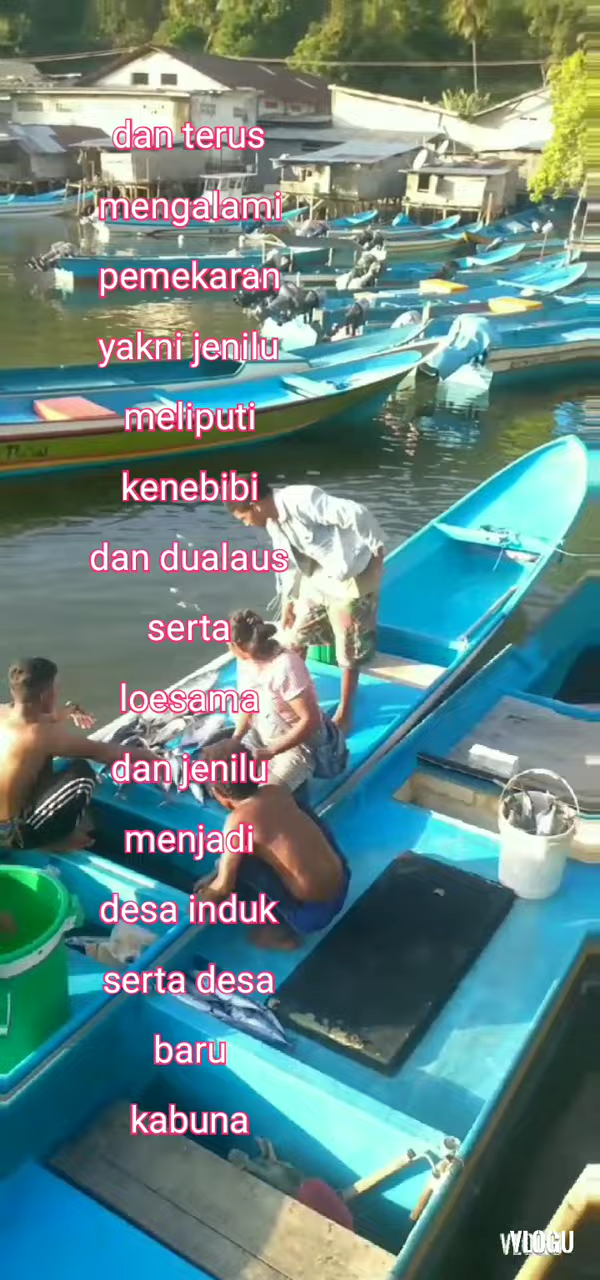 dan terus
mengalami
pemekaran
yakni jenilu
meliputi
kenebibi
dan dualaus
serta
loesama
dan jenilu
menjadi
desa induk
serta desa
baru
kabuna